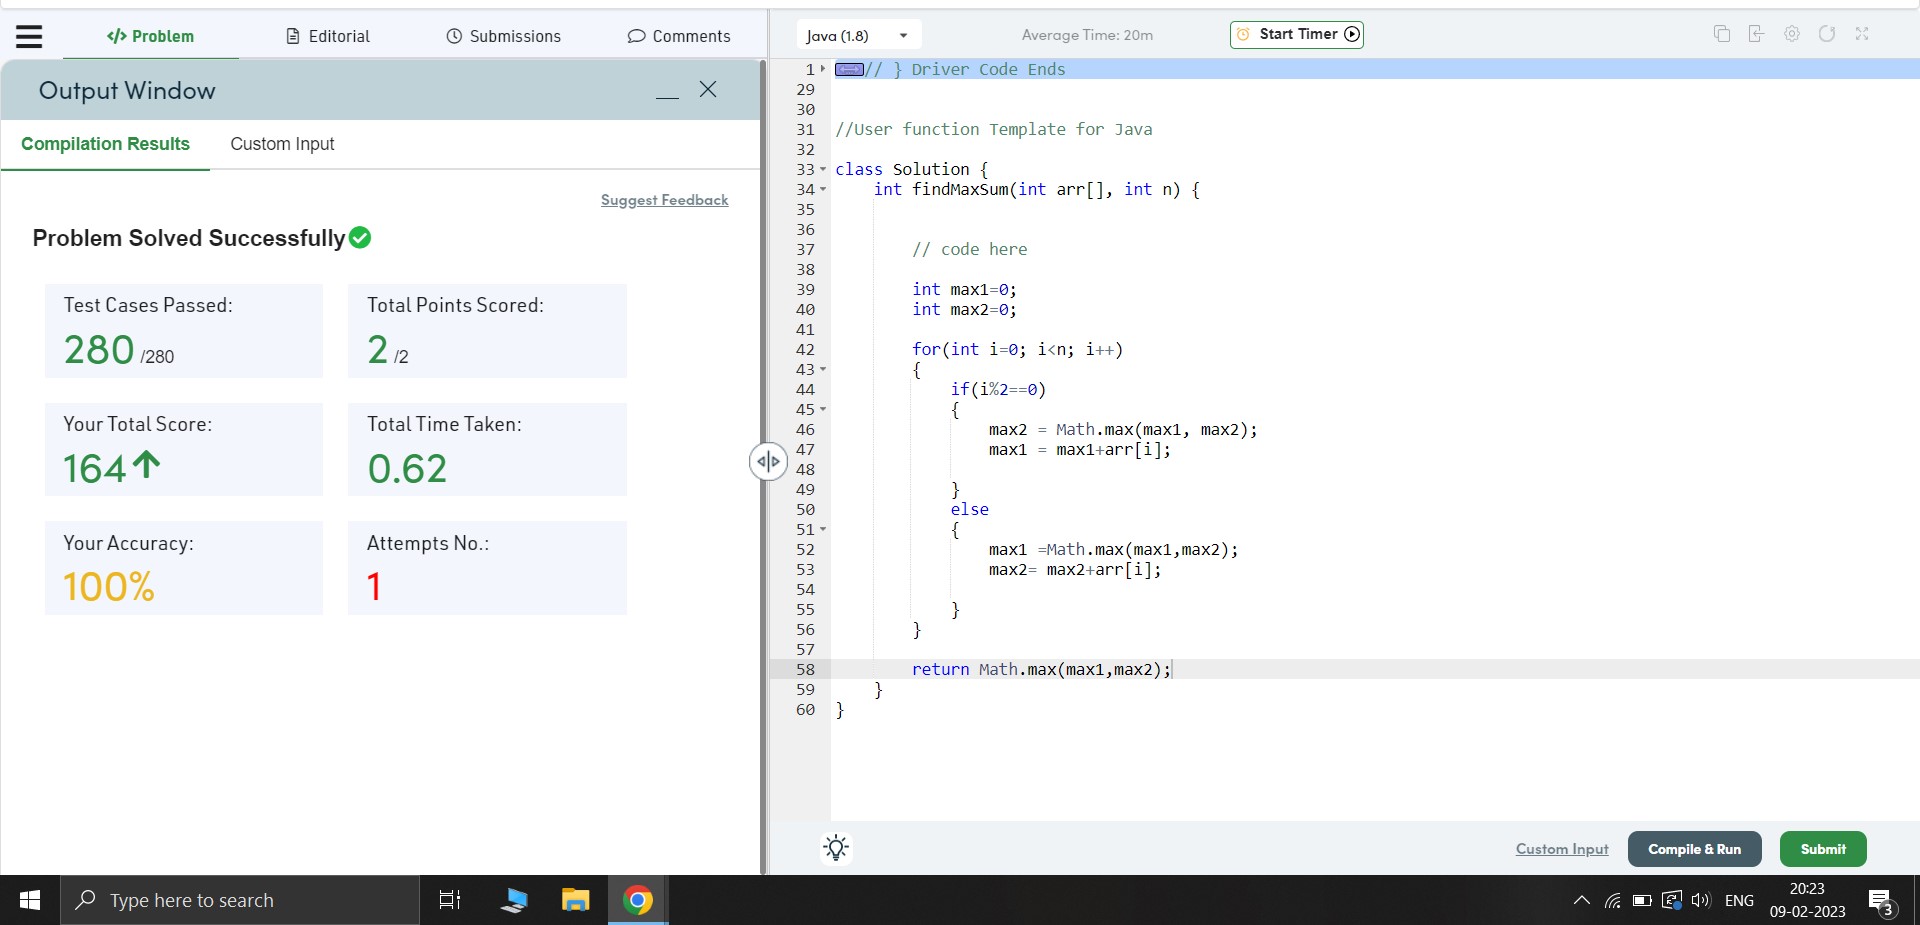 </> Problem
Editorial
Submissions
Comments
Output Window
Compilation Results
Custom Input
Suggest Feedback
Problem Solved Successfully
Test Cases Passed:
280 /280
Total Points Scored:
2 /2
Your Total Score:
164
Total Time Taken:
0.62
Your Accuracy:
100%
Attempts No.:
1
Java (1.8)
Average Time: 20m
Start Timer
1 // } Driver Code Ends
29
30
31 //User function Template for Java
32
33 class Solution {
34 int findMaxSum(int arr[], int n) {
35
36
37 // code here
38
39 int max1=0;
40 int max2=0;
41
42 for(int i=0; i<n; i++)
43 {
44 if(i%2==0)
45 {
46 max2 = Math.max(max1, max2);
47 max1 = max1+arr[i];
48
49 }
50 else
51 {
52 max1 =Math.max(max1,max2);
53 max2= max2+arr[i];
54
55 }
56 }
57
58 return Math.max(max1,max2);
59 }
60 }
Custom Input
Compile & Run
Submit
Type here to search
ENG
20:23
09-02-2023
3